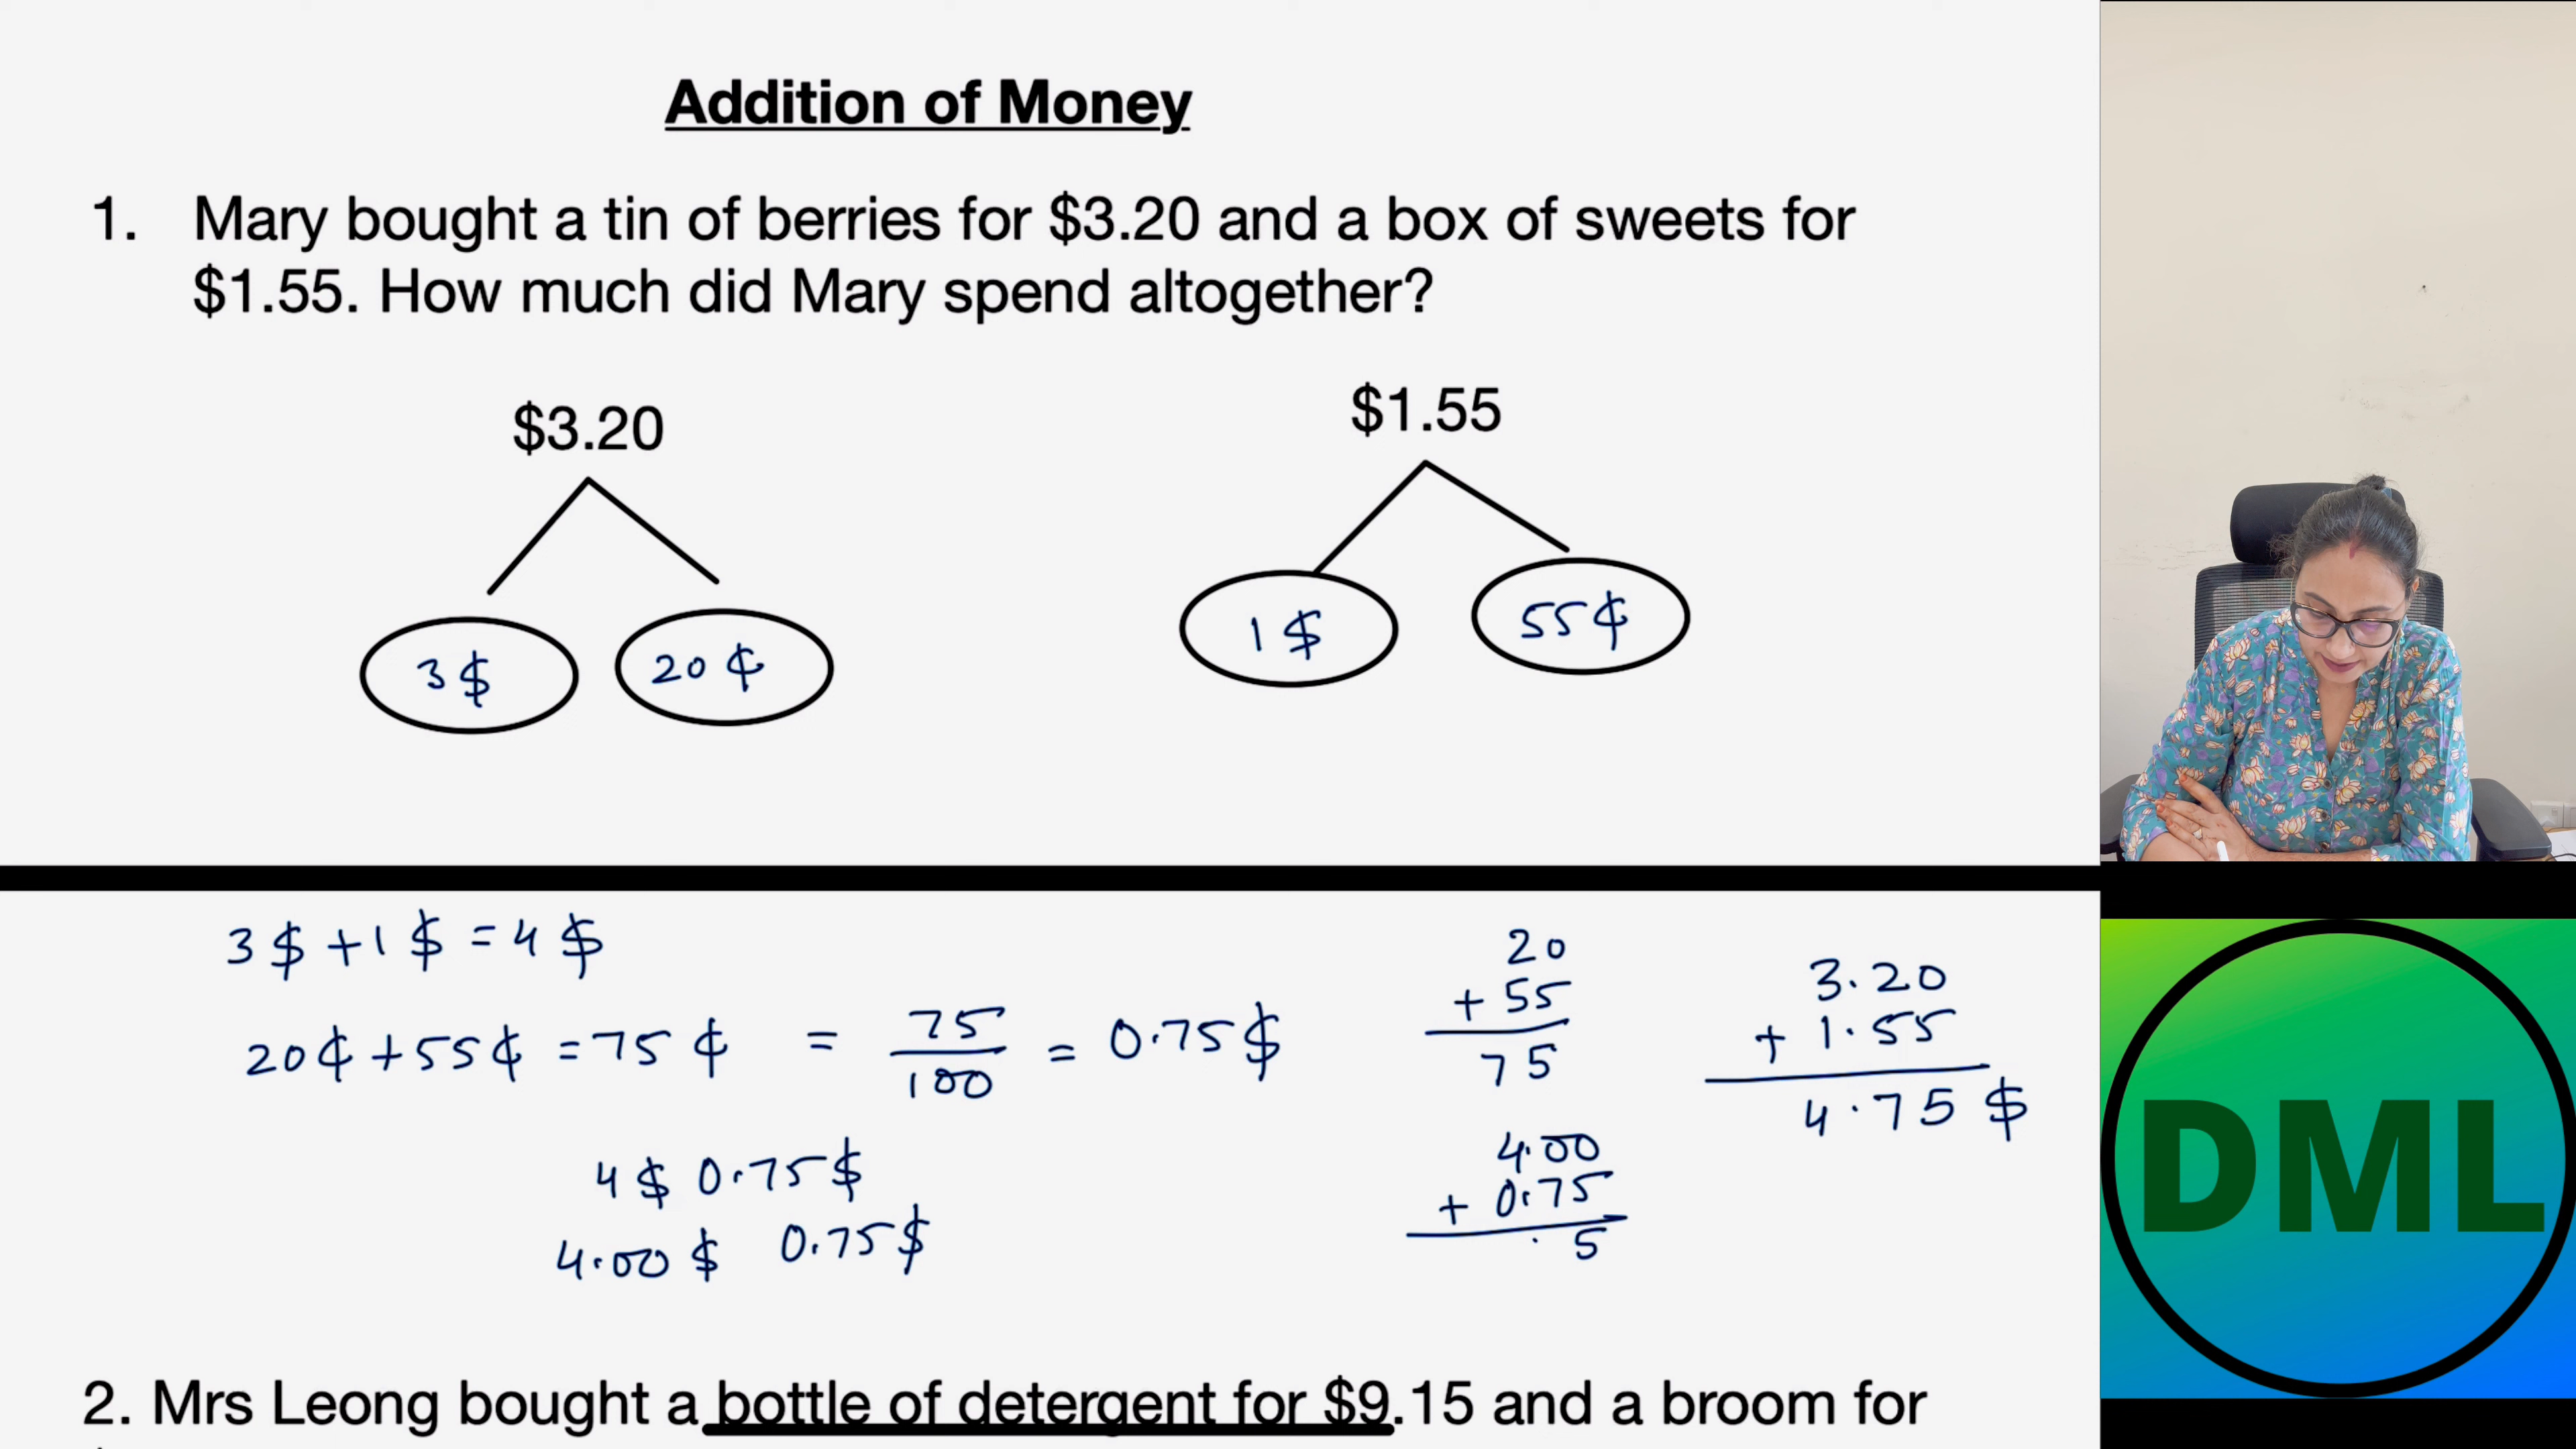 Addition of Money
1. Mary bought a tin of berries for $3.20 and a box of sweets for
$1.55. How much did Mary spend altogether?
$3.20
$1.55
3$
20¢
1$
55¢
3$ + 1$ = 4$
20¢ + 55¢ = 75¢ = 75/100 = 0.75$
20
+ 55
75
3.20
+ 1.55
4.75 $
4$ 0.75$
4.00$ 0.75$
4.00
+ 0.75
. 5
DML
2. Mrs Leong bought a bottle of detergent for $9.15 and a broom for